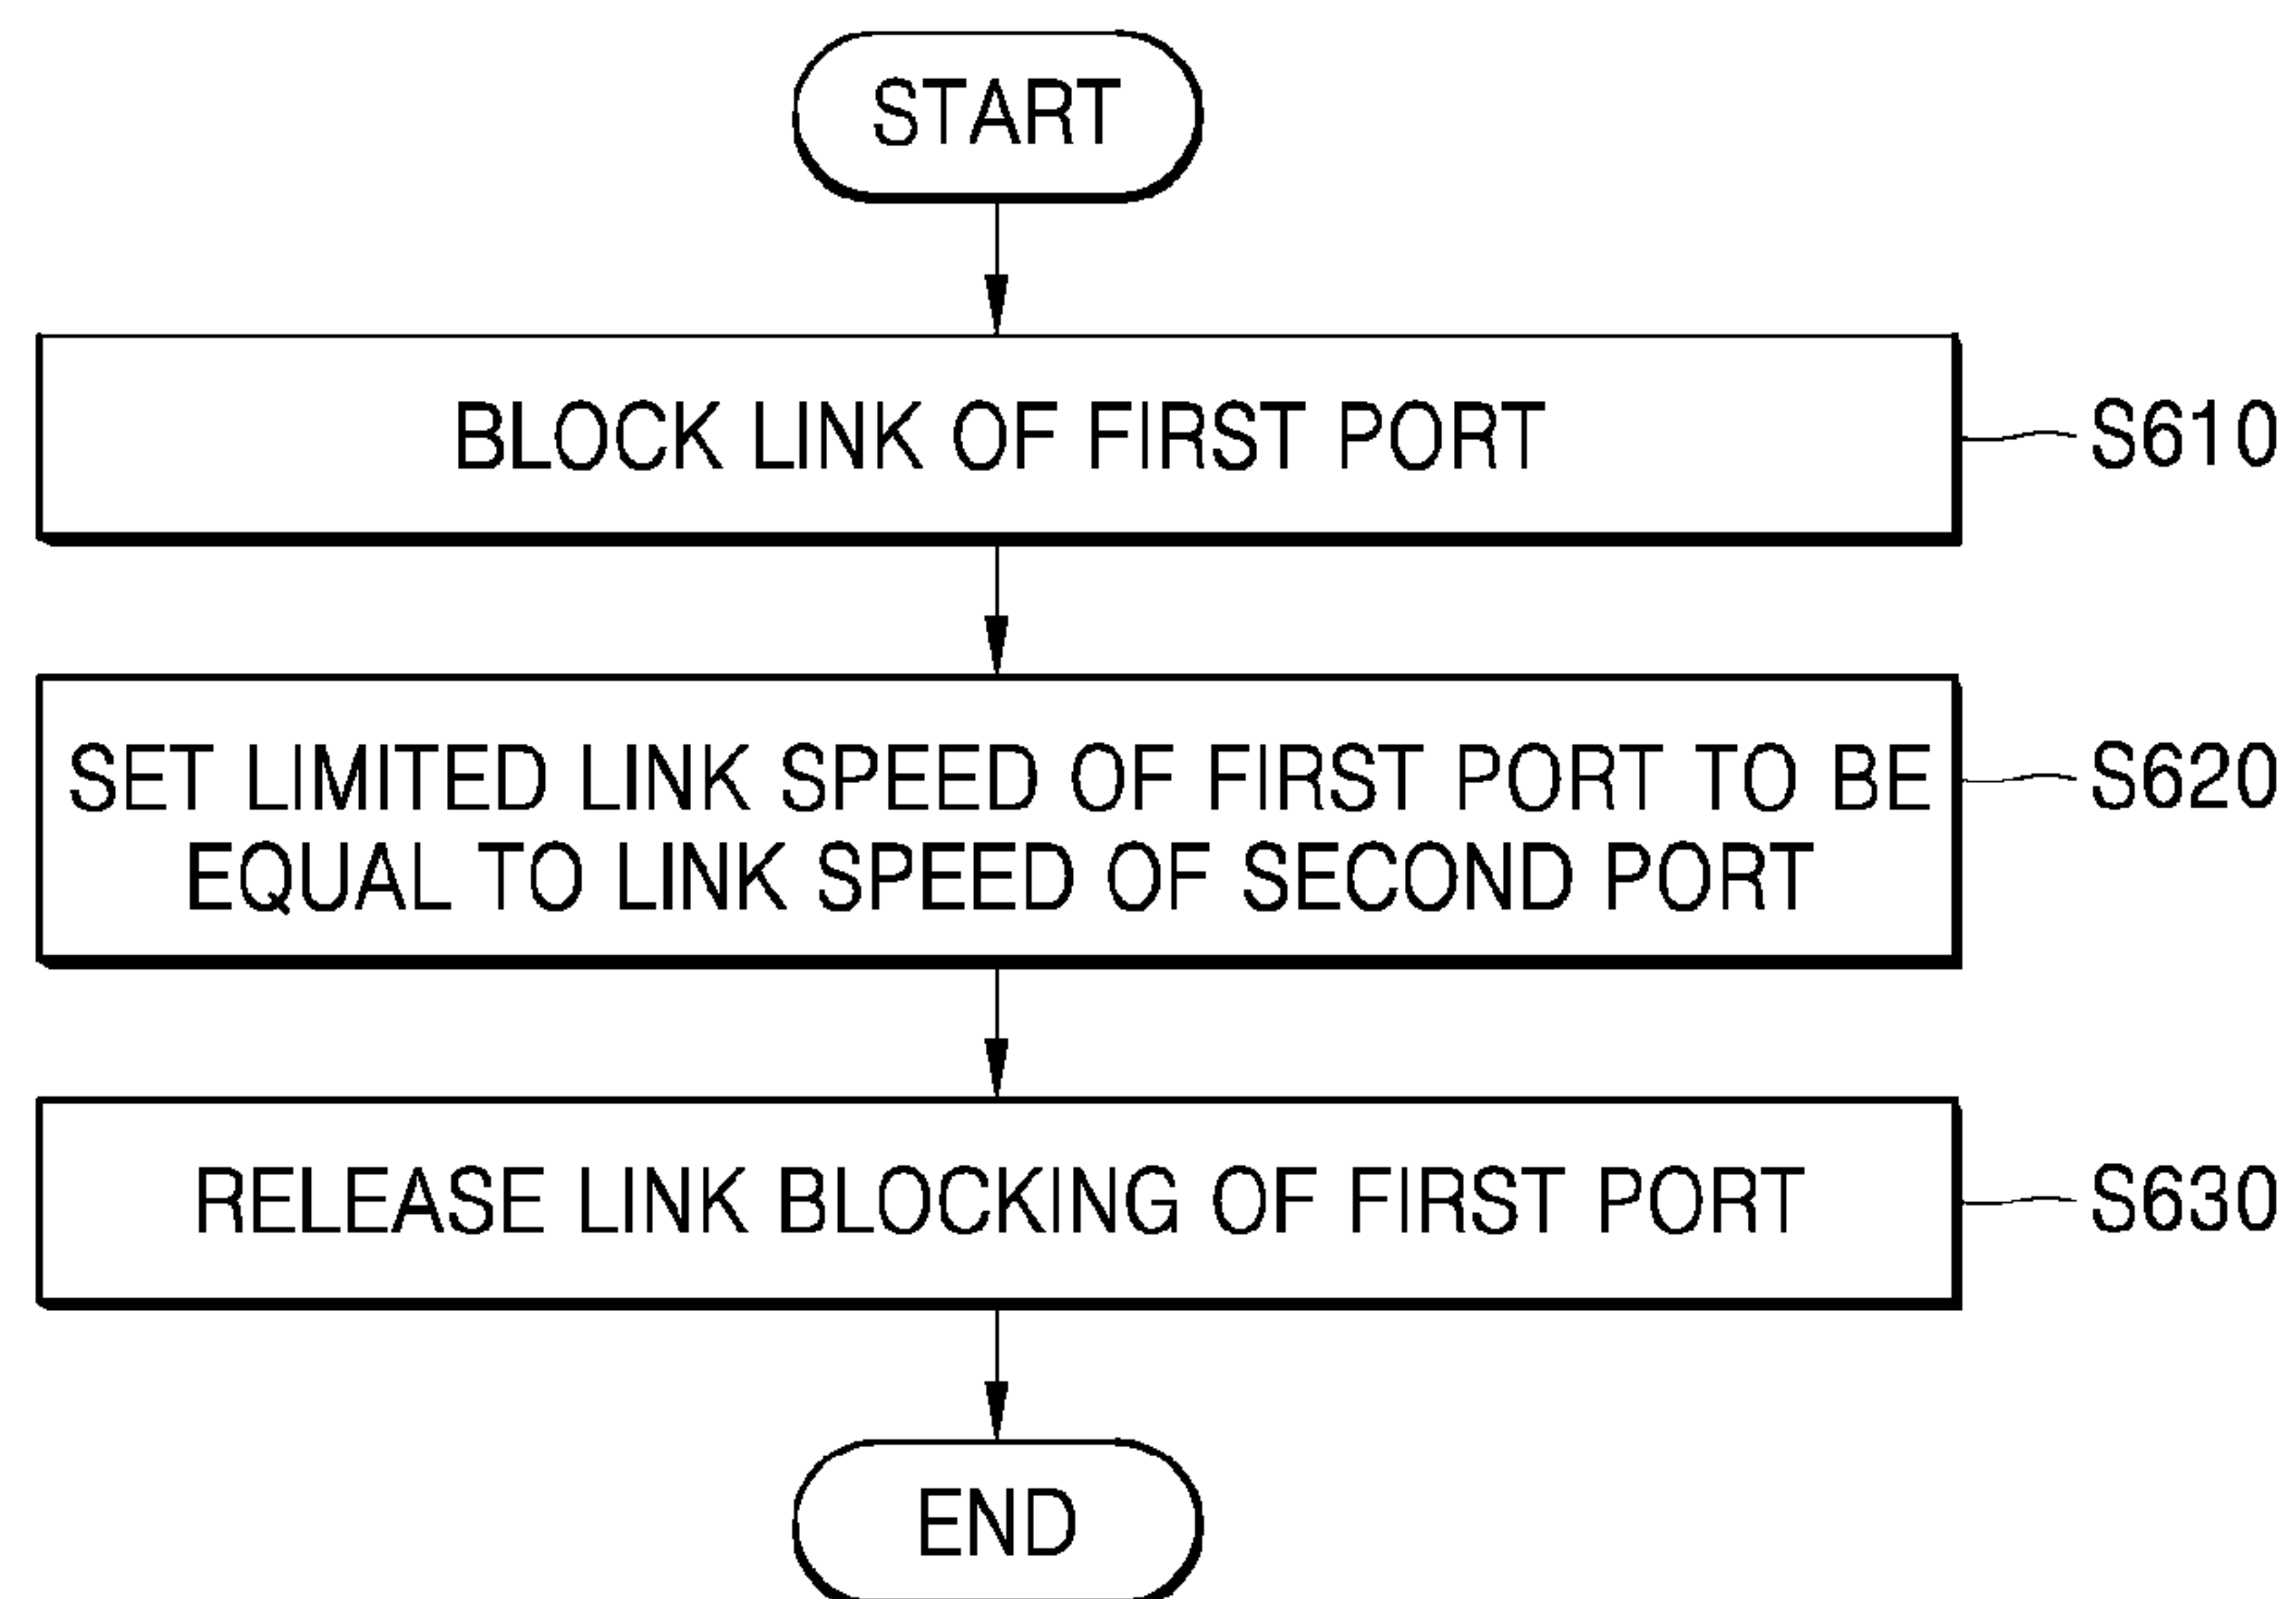 START
BLOCK LINK OF FIRST PORT
S610
SET LIMITED LINK SPEED OF FIRST PORT TO BE
EQUAL TO LINK SPEED OF SECOND PORT
S620
RELEASE LINK BLOCKING OF FIRST PORT
S630
END